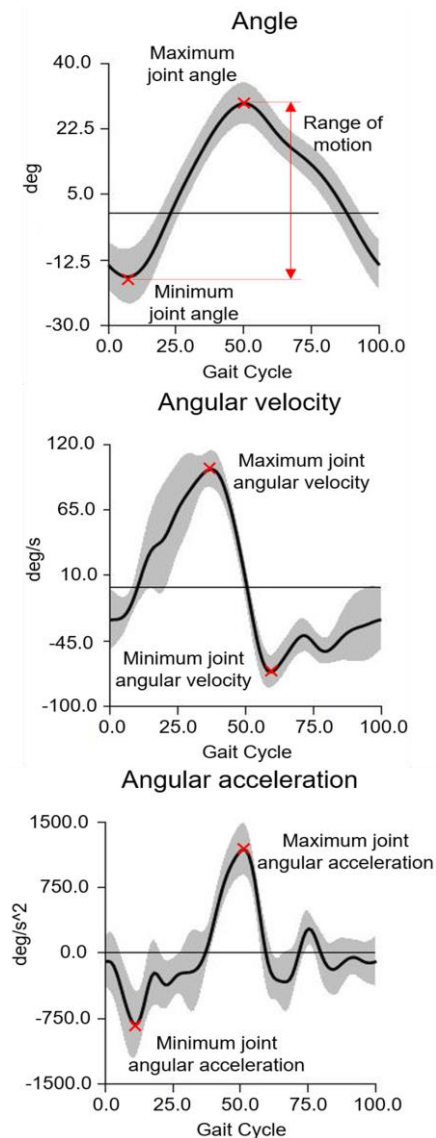 Angle
40.0
Maximum
joint angle
22.5
Range of
motion
deg
5.0
-12.5
Minimum
joint angle
-30.0
0.0 25.0 50.0 75.0 100.0
Gait Cycle
Angular velocity
120.0
Maximum joint
angular velocity
65.0
deg/s
10.0
-45.0
Minimum joint
angular velocity
-100.0
0.0 25.0 50.0 75.0 100.0
Gait Cycle
Angular acceleration
1500.0
Maximum joint
angular acceleration
750.0
deg/s^2
0.0
-750.0
Minimum joint
angular acceleration
-1500.0
0.0 25.0 50.0 75.0 100.0
Gait Cycle